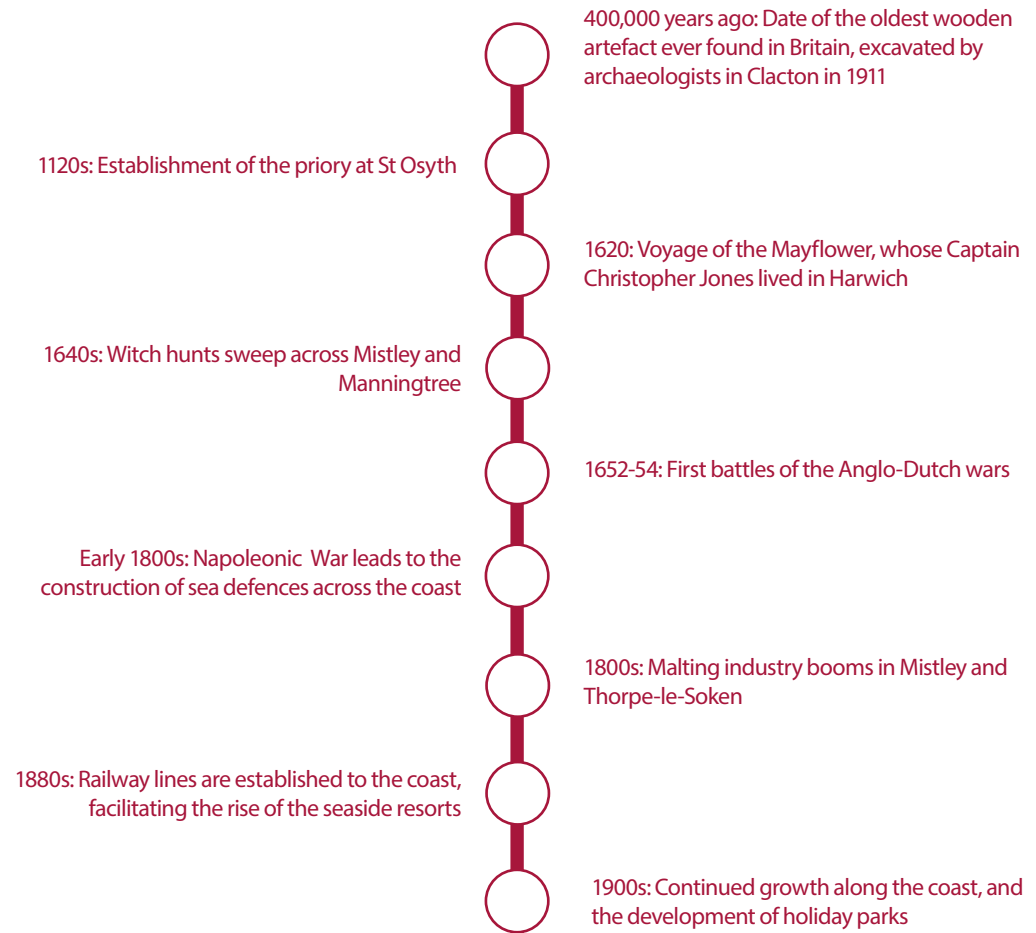 400,000 years ago: Date of the oldest wooden
artefact ever found in Britain, excavated by
archaeologists in Clacton in 1911
1120s: Establishment of the priory at St Osyth
1620: Voyage of the Mayflower, whose Captain
Christopher Jones lived in Harwich
1640s: Witch hunts sweep across Mistley and
Manningtree
1652-54: First battles of the Anglo-Dutch wars
Early 1800s: Napoleonic War leads to the
construction of sea defences across the coast
1800s: Malting industry booms in Mistley and
Thorpe-le-Soken
1880s: Railway lines are established to the coast,
facilitating the rise of the seaside resorts
1900s: Continued growth along the coast, and
the development of holiday parks